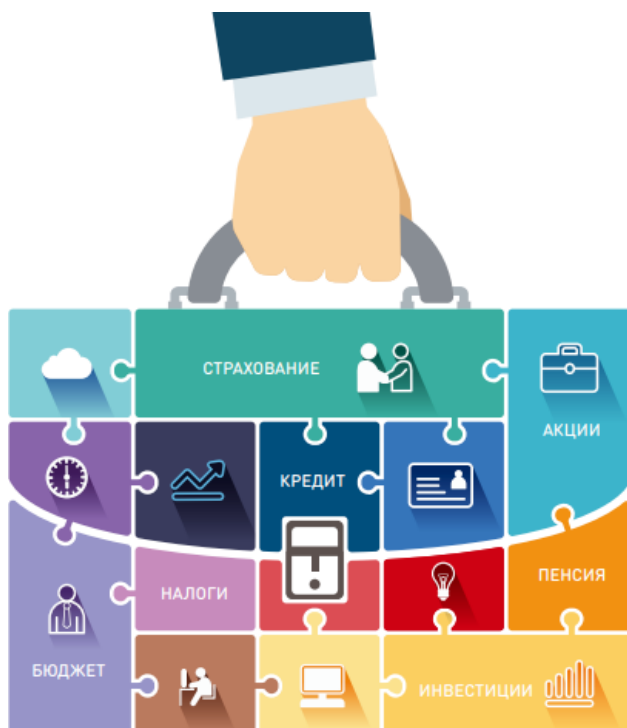 СТРАХОВАНИЕ
АКЦИИ
КРЕДИТ
НАЛОГИ
ПЕНСИЯ
БЮДЖЕТ
ИНВЕСТИЦИИ